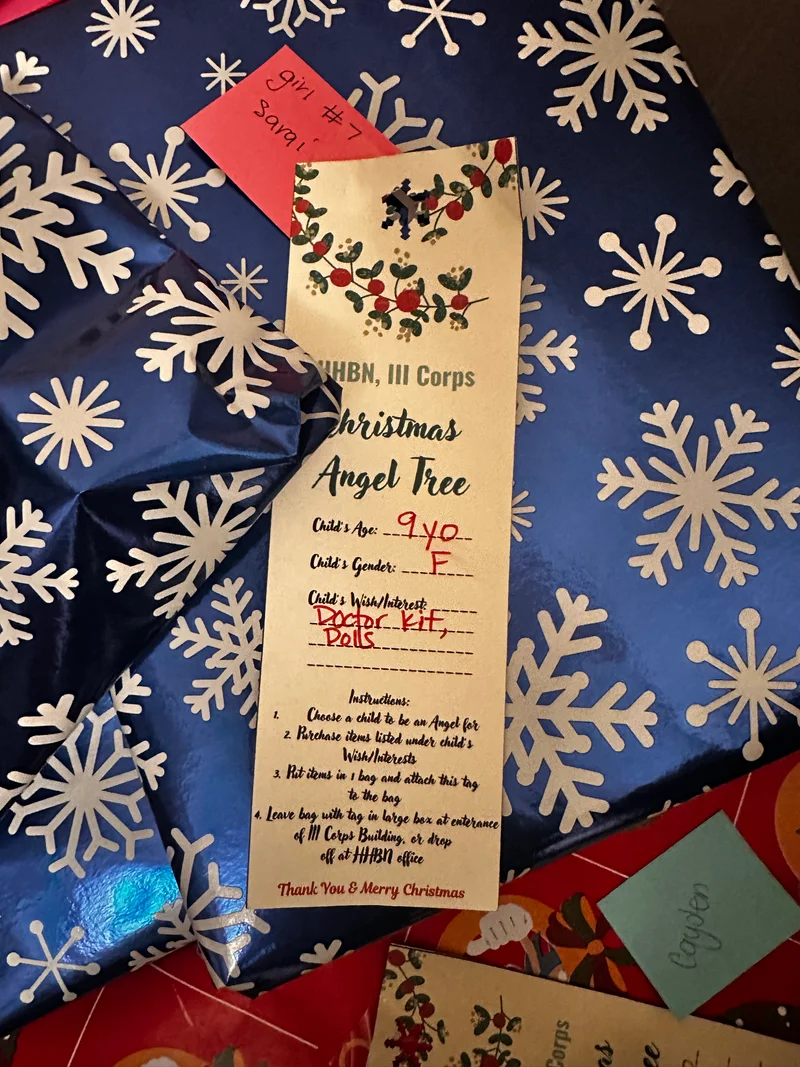 girl #7
Sarai
HHBN, III Corps
Christmas
Angel Tree
Child's Age: 9yo
Child's Gender: F
Child's Wish/Interest:
Doctor Kit,
Dolls
Instructions:
1. Choose a child to be an Angel for
2. Purchase items listed under child's
Wish/Interests
3. Put items in 1 bag and attach this tag
to the bag
4. Leave bag with tag in large box at enterance
of III Corps Building, or drop
off at HHBN office
Thank You & Merry Christmas
Cayden
Corps